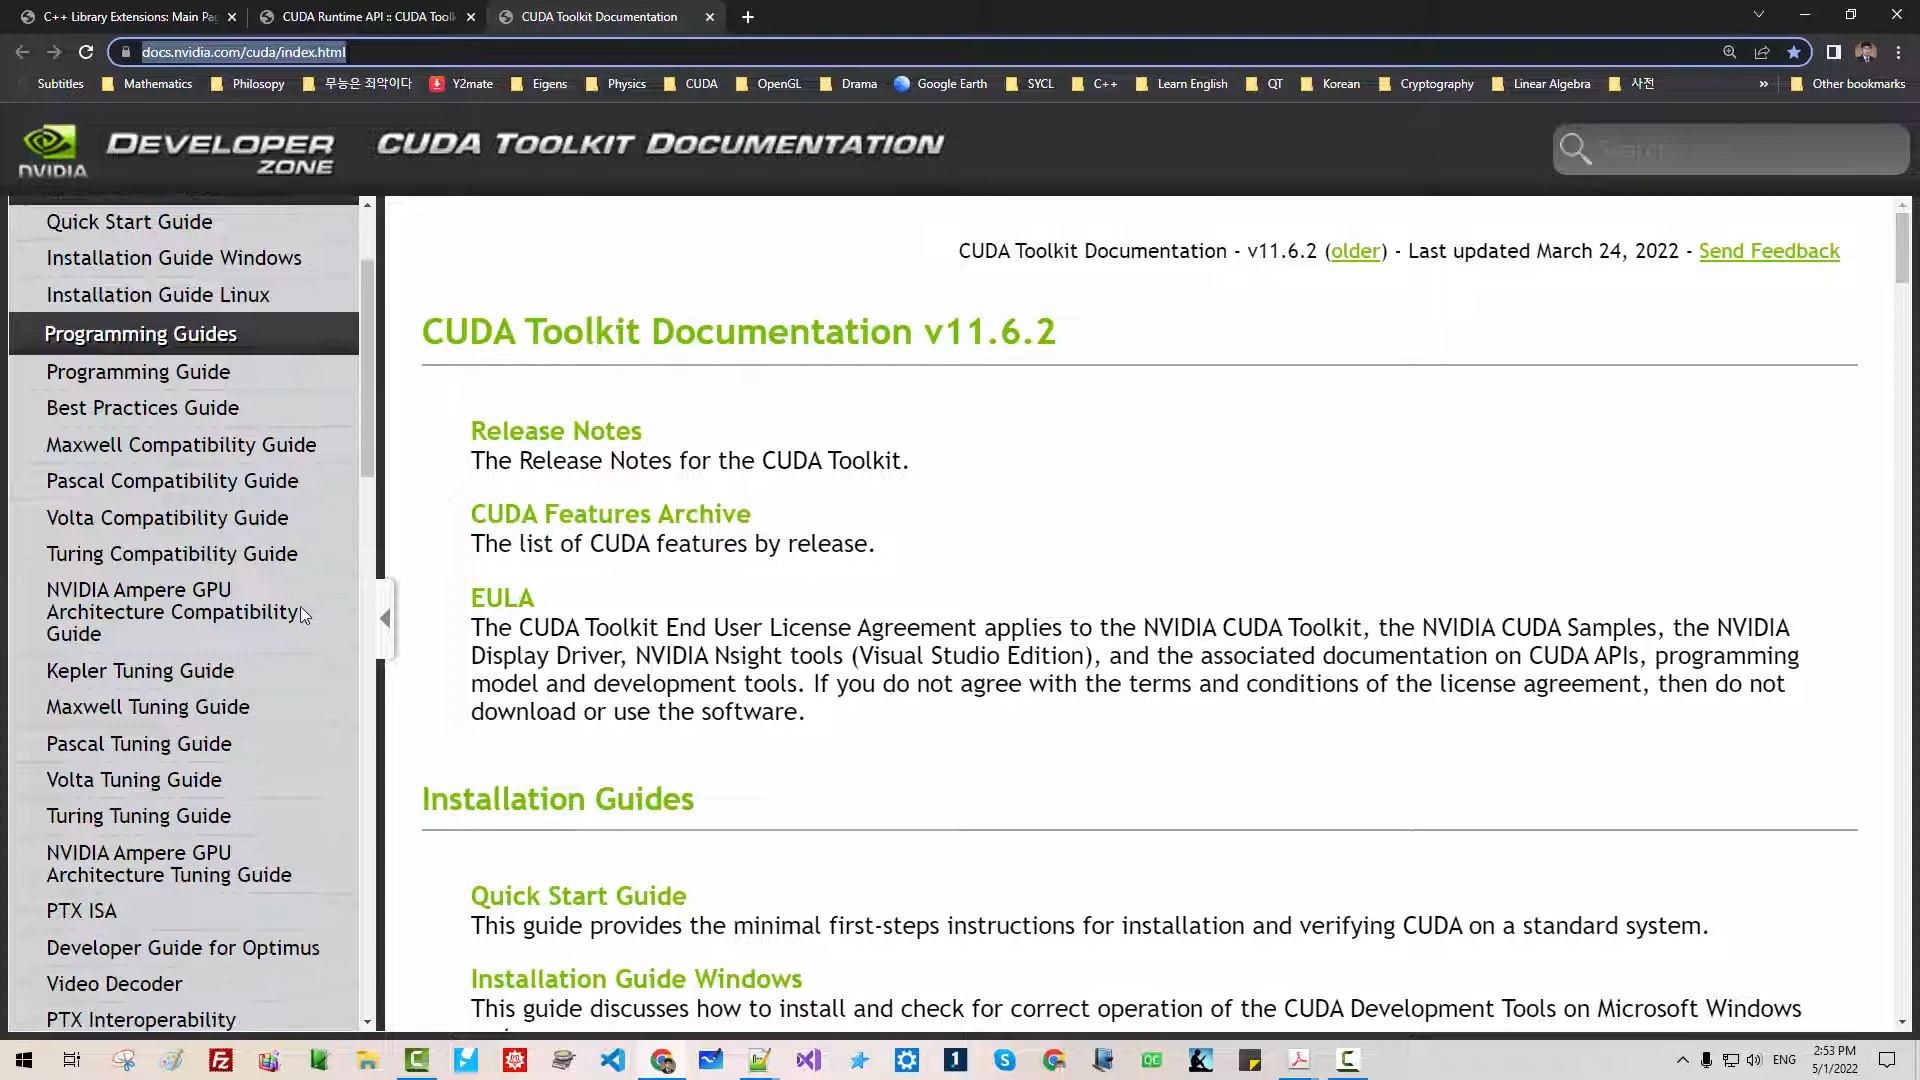 C++ Library Extensions: Main Pa
CUDA Runtime API :: CUDA Toolk
CUDA Toolkit Documentation
docs.nvidia.com/cuda/index.html
Subtitles
Mathematics
Philosopy
무능은 죄악이다
Y2mate
Eigens
Physics
CUDA
OpenGL
Drama
Google Earth
SYCL
C++
Learn English
QT
Korean
Cryptography
Linear Algebra
사전
»
Other bookmarks
NVIDIA
DEVELOPER
ZONE
CUDA TOOLKIT DOCUMENTATION
Search
Quick Start Guide
Installation Guide Windows
Installation Guide Linux
Programming Guides
Programming Guide
Best Practices Guide
Maxwell Compatibility Guide
Pascal Compatibility Guide
Volta Compatibility Guide
Turing Compatibility Guide
NVIDIA Ampere GPU
Architecture Compatibility
Guide
Kepler Tuning Guide
Maxwell Tuning Guide
Pascal Tuning Guide
Volta Tuning Guide
Turing Tuning Guide
NVIDIA Ampere GPU
Architecture Tuning Guide
PTX ISA
Developer Guide for Optimus
Video Decoder
PTX Interoperability
CUDA Toolkit Documentation - v11.6.2 (older) - Last updated March 24, 2022 - Send Feedback
CUDA Toolkit Documentation v11.6.2
Release Notes
The Release Notes for the CUDA Toolkit.
CUDA Features Archive
The list of CUDA features by release.
EULA
The CUDA Toolkit End User License Agreement applies to the NVIDIA CUDA Toolkit, the NVIDIA CUDA Samples, the NVIDIA
Display Driver, NVIDIA Nsight tools (Visual Studio Edition), and the associated documentation on CUDA APIs, programming
model and development tools. If you do not agree with the terms and conditions of the license agreement, then do not
download or use the software.
Installation Guides
Quick Start Guide
This guide provides the minimal first-steps instructions for installation and verifying CUDA on a standard system.
Installation Guide Windows
This guide discusses how to install and check for correct operation of the CUDA Development Tools on Microsoft Windows
ENG
2:53 PM
5/1/2022